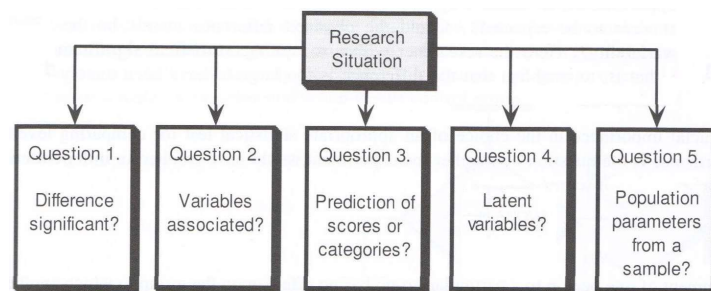 Research
Situation
Question 1.
Difference
significant?
Question 2.
Variables
associated?
Question 3.
Prediction of
scores or
categories?
Question 4.
Latent
variables?
Question 5.
Population
parameters
from a
sample?